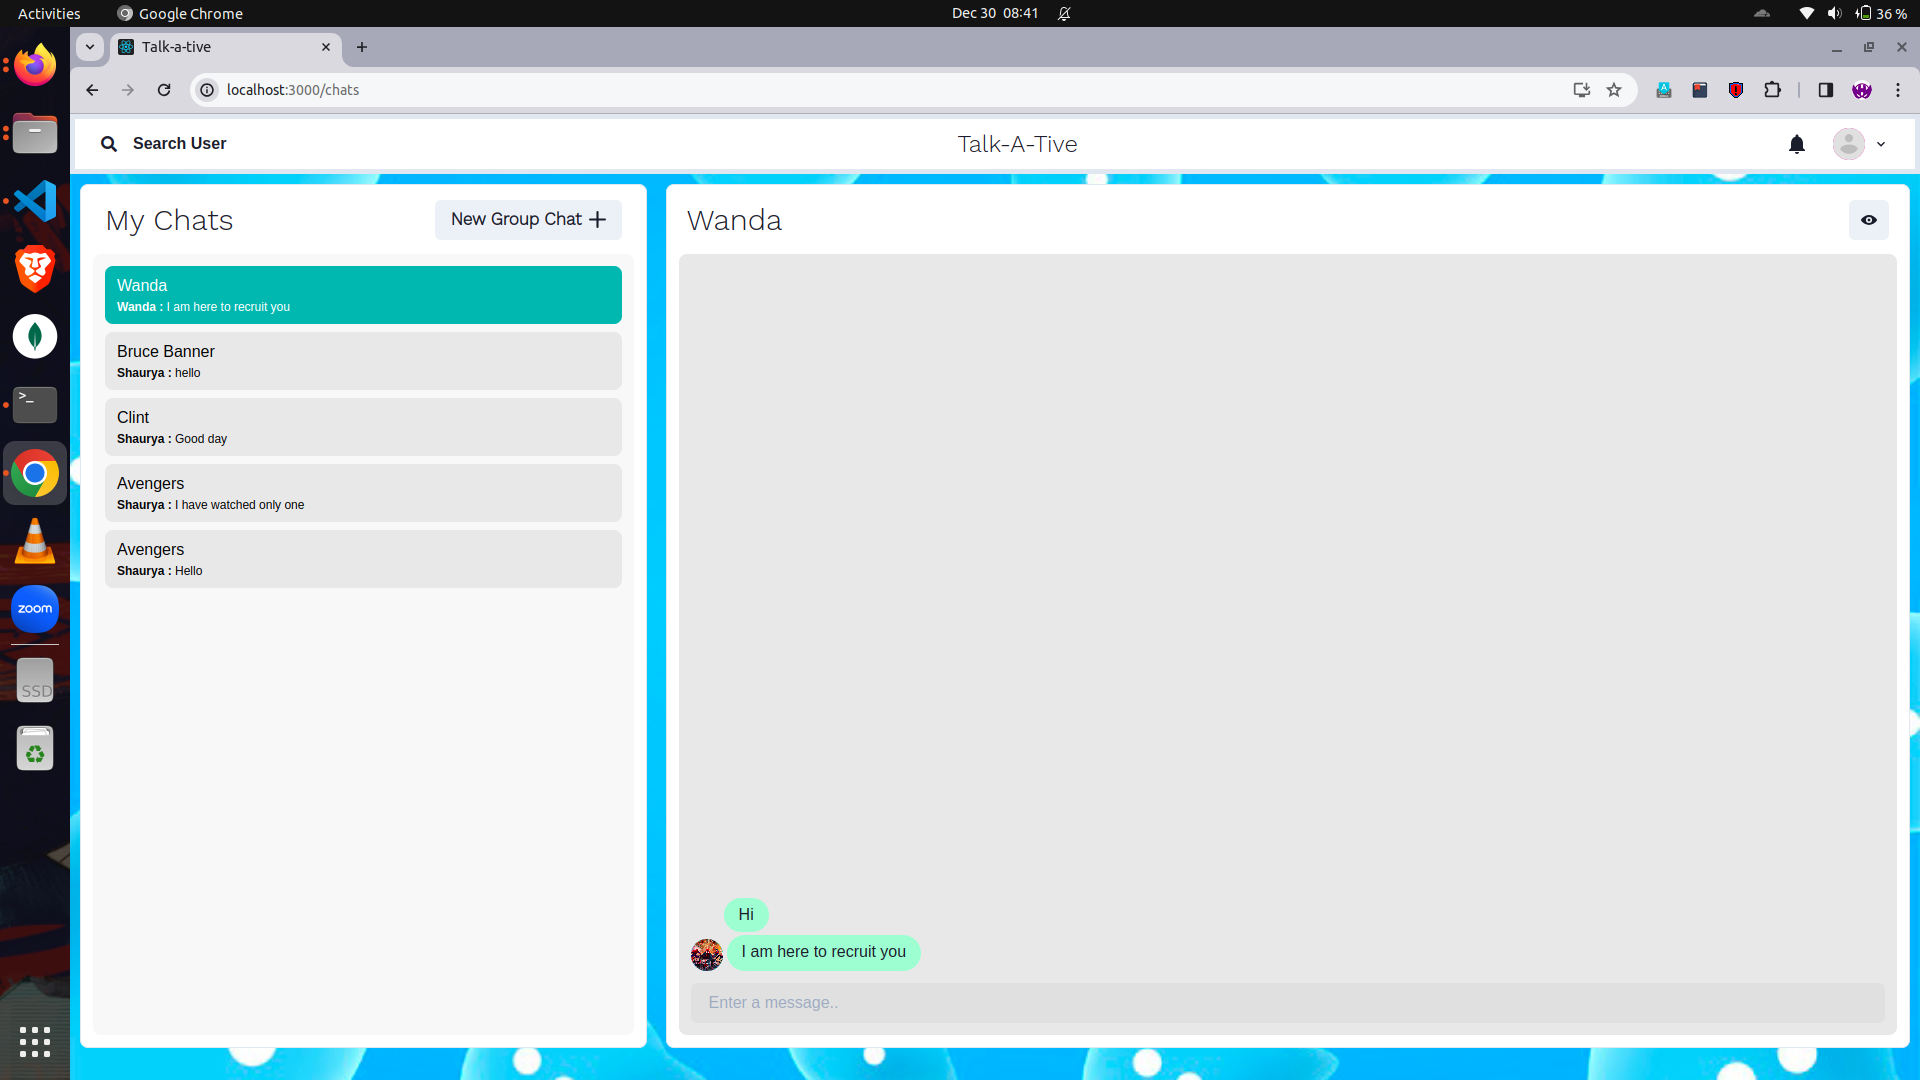 Activities
Google Chrome
Dec 30 08:41
36 %
Talk-a-tive
localhost:3000/chats
Search User
Talk-A-Tive
My Chats
New Group Chat
Wanda
Wanda : I am here to recruit you
Bruce Banner
Shaurya : hello
Clint
Shaurya : Good day
Avengers
Shaurya : I have watched only one
Avengers
Shaurya : Hello
Wanda
Hi
I am here to recruit you
Enter a message..
>_
zoom
SSD